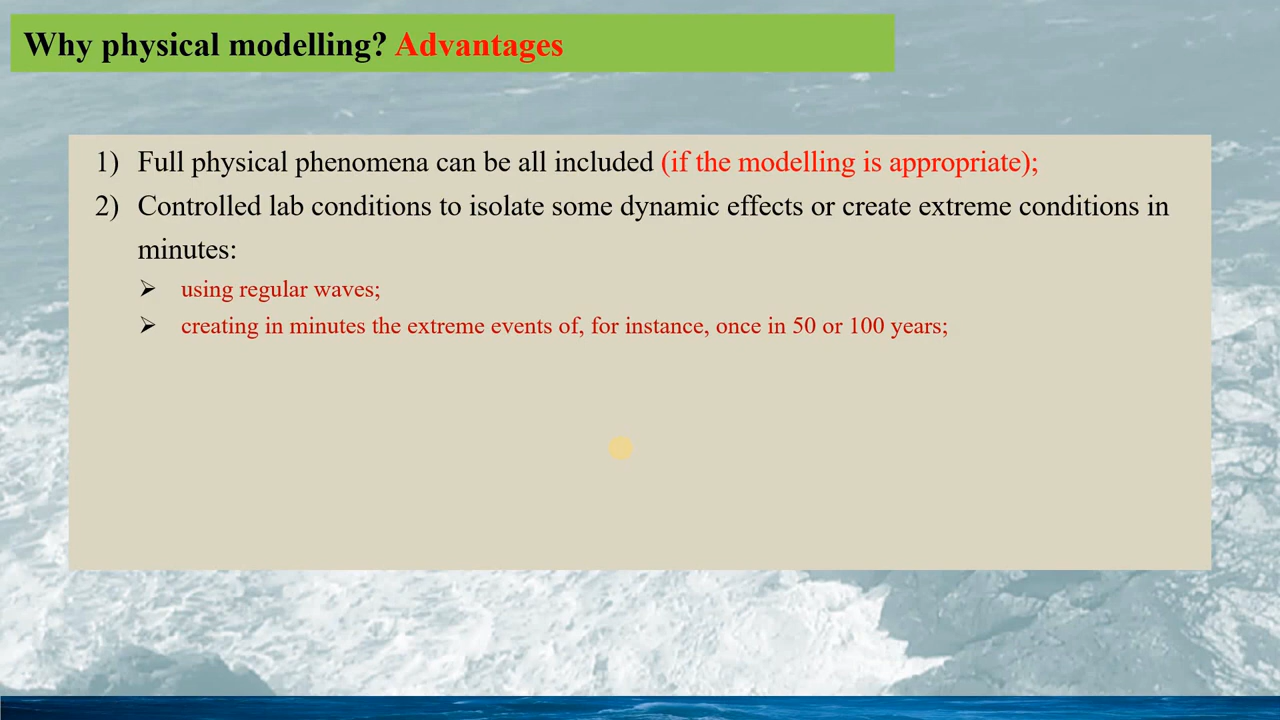 Why physical modelling? Advantages
1) Full physical phenomena can be all included (if the modelling is appropriate);
2) Controlled lab conditions to isolate some dynamic effects or create extreme conditions in
minutes:
➢ using regular waves;
➢ creating in minutes the extreme events of, for instance, once in 50 or 100 years;